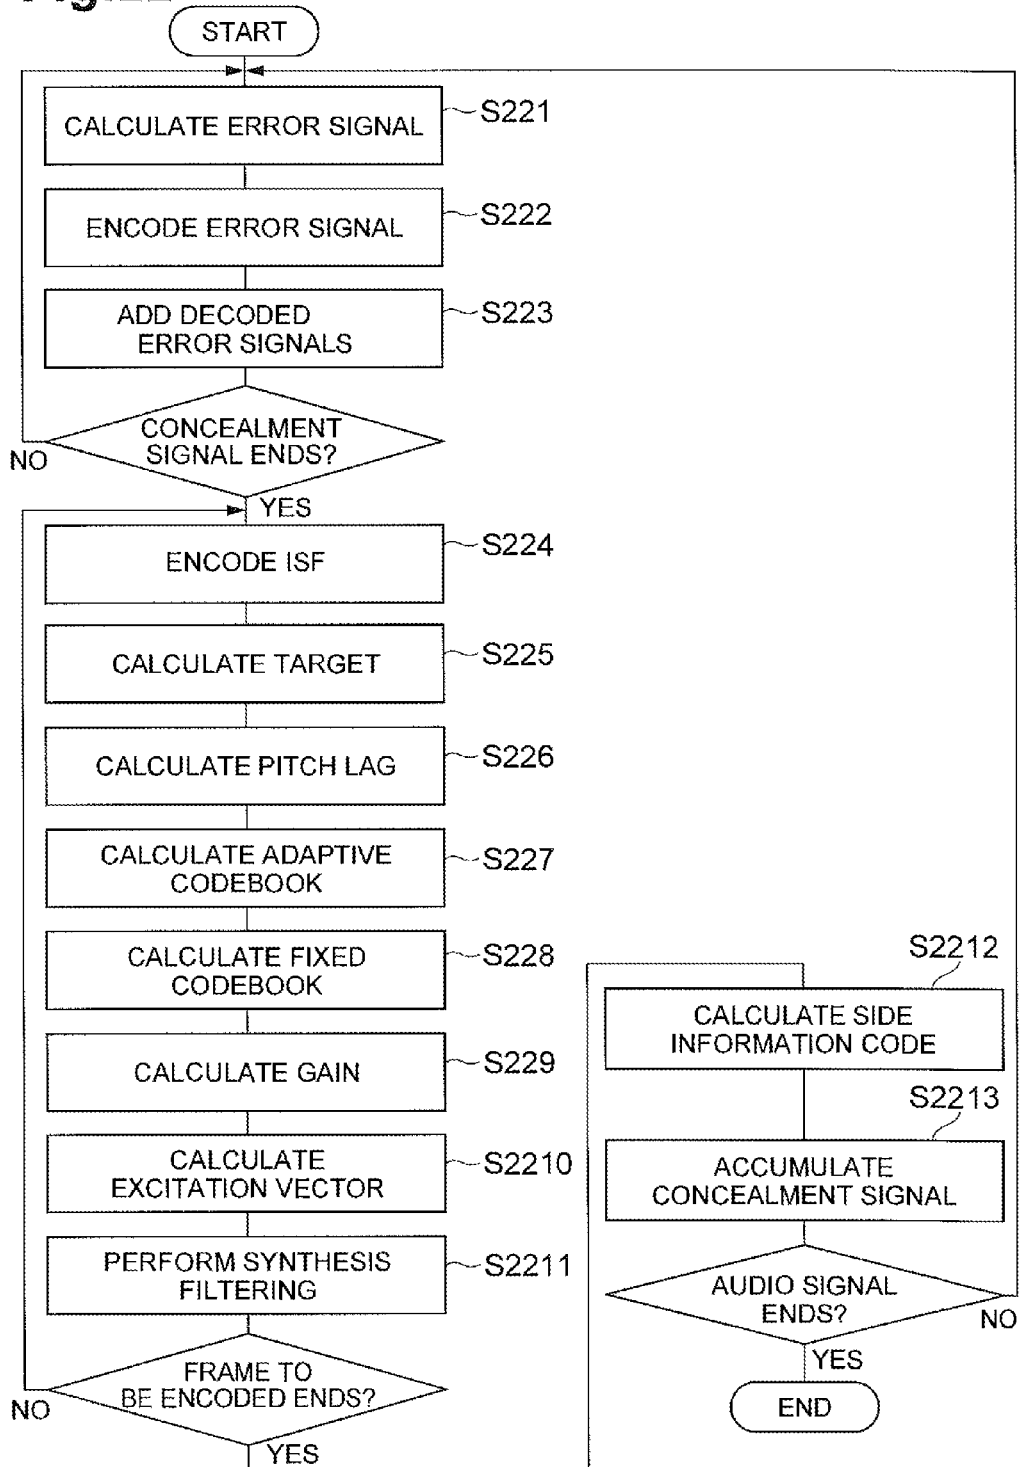 START
CALCULATE ERROR SIGNAL
S221
ENCODE ERROR SIGNAL
S222
ADD DECODED
ERROR SIGNALS
S223
CONCEALMENT
SIGNAL ENDS?
NO
YES
ENCODE ISF
S224
CALCULATE TARGET
S225
CALCULATE PITCH LAG
S226
CALCULATE ADAPTIVE
CODEBOOK
S227
CALCULATE FIXED
CODEBOOK
S228
CALCULATE GAIN
S229
CALCULATE
EXCITATION VECTOR
S2210
PERFORM SYNTHESIS
FILTERING
S2211
FRAME TO
BE ENCODED ENDS?
NO
YES
S2212
CALCULATE SIDE
INFORMATION CODE
S2213
ACCUMULATE
CONCEALMENT SIGNAL
AUDIO SIGNAL
ENDS?
NO
YES
END